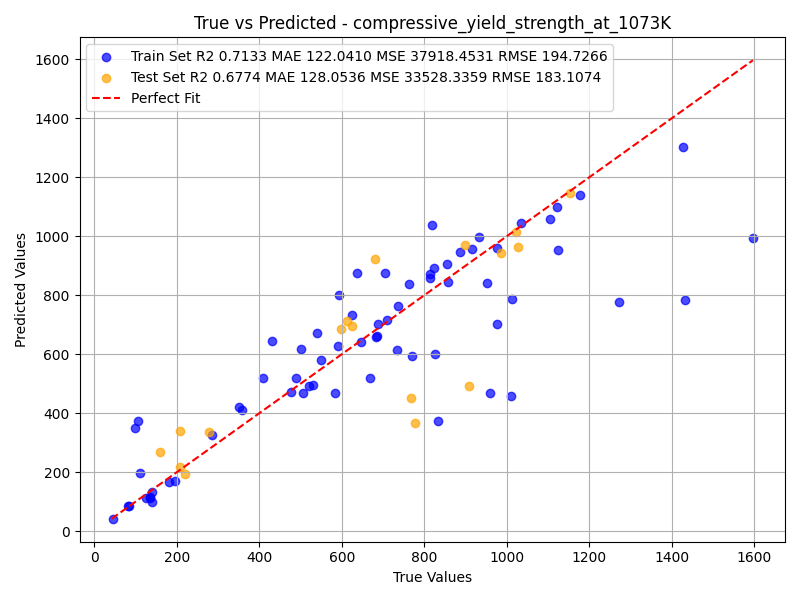 True vs Predicted - compressive_yield_strength_at_1073K
Train Set R2 0.7133 MAE 122.0410 MSE 37918.4531 RMSE 194.7266
Test Set R2 0.6774 MAE 128.0536 MSE 33528.3359 RMSE 183.1074
Perfect Fit
Predicted Values
1600
1400
1200
1000
800
600
400
200
0
0 200 400 600 800 1000 1200 1400 1600
True Values